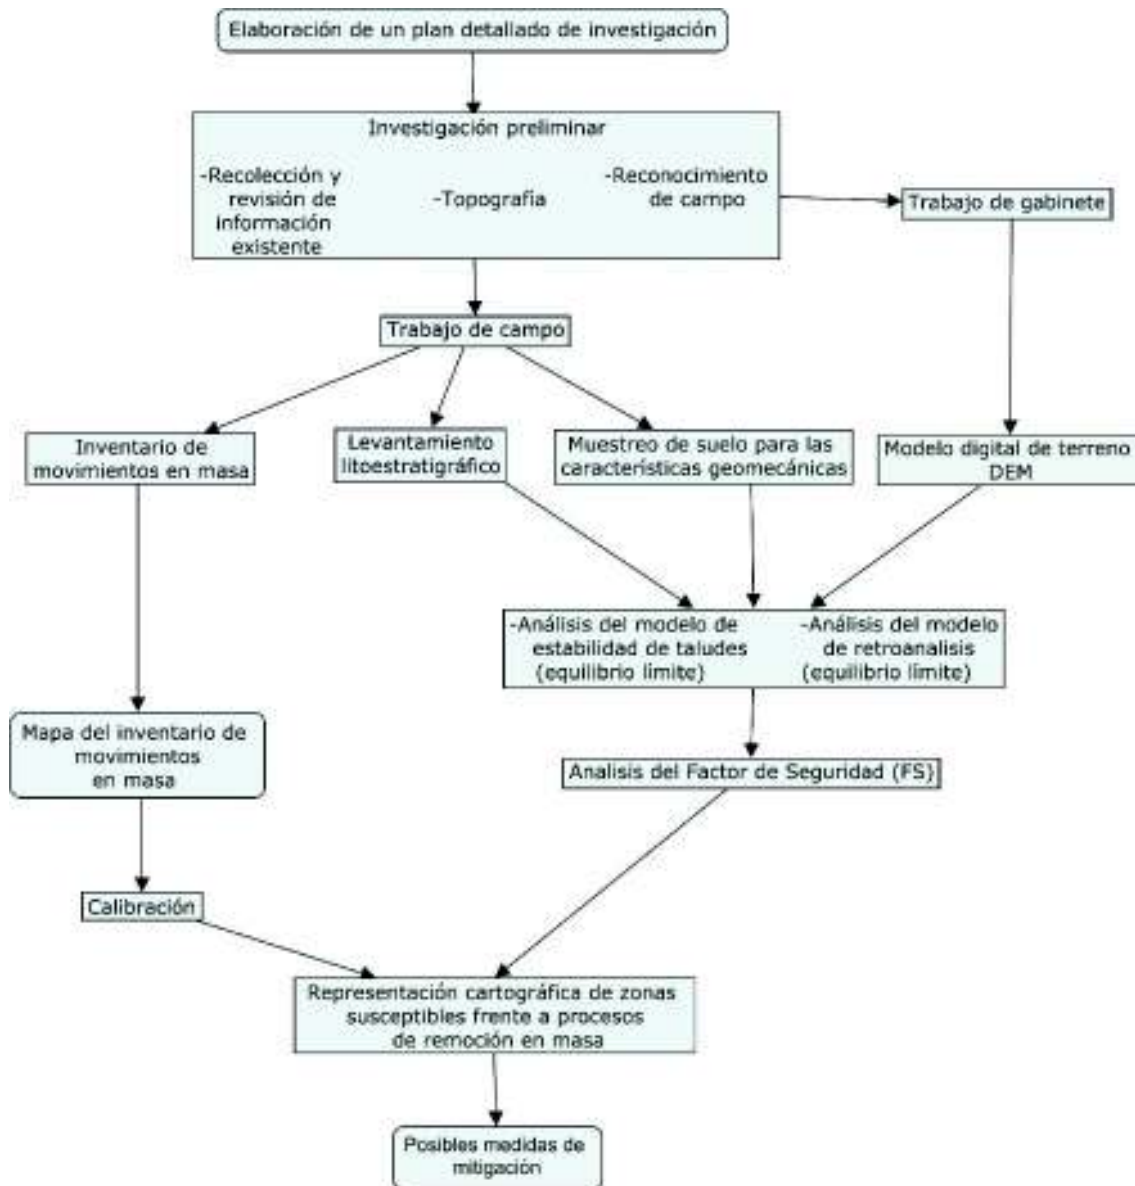 Elaboración de un plan detallado de investigación
Investigación preliminar
-Recolección y
revisión de
información
existente
-Topografía
-Reconocimiento
de campo
Trabajo de gabinete
Trabajo de campo
Inventario de
movimientos en masa
Levantamiento
litoestratigráfico
Muestreo de suelo para las
características geomecánicas
Modelo digital de terreno
DEM
-Análisis del modelo de
estabilidad de taludes
(equilibrio límite)
-Análisis del modelo
de retroanalisis
(equilibrio límite)
Mapa del inventario de
movimientos
en masa
Analisis del Factor de Seguridad (FS)
Calibración
Representación cartográfica de zonas
susceptibles frente a procesos
de remoción en masa
Posibles medidas de
mitigación